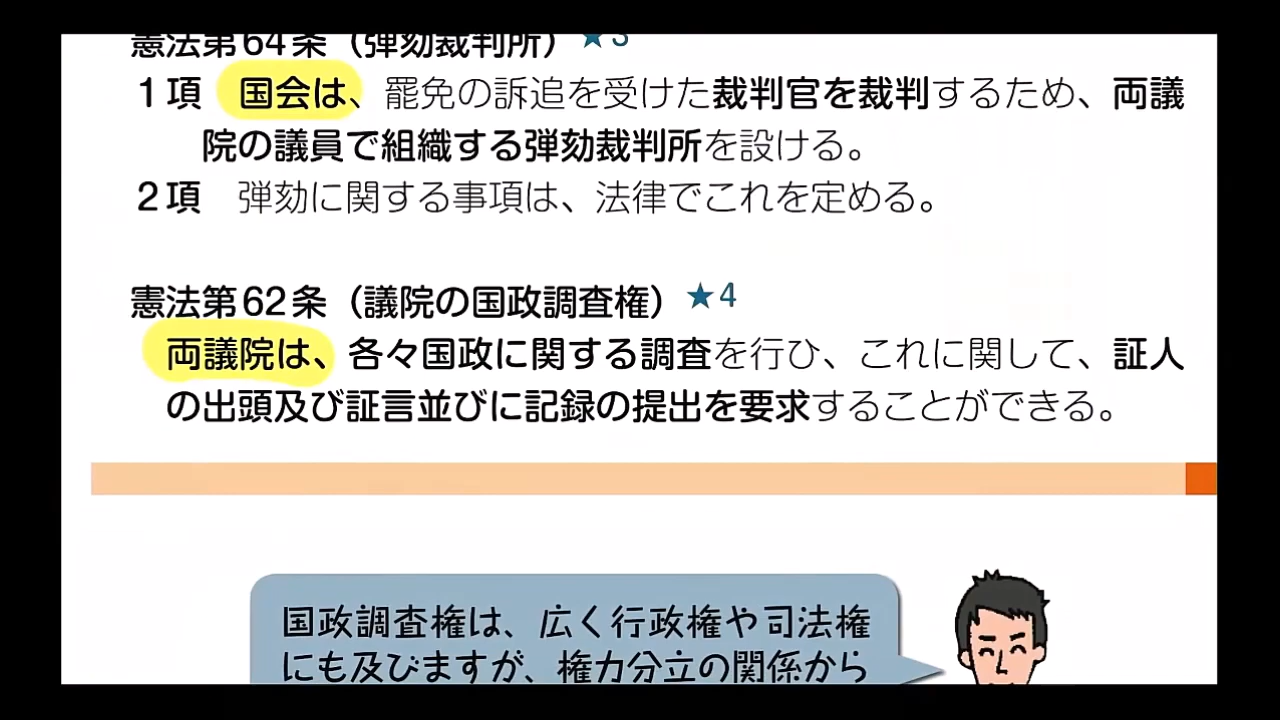 憲法第64条（弾劾裁判所）★3
1項　国会は、罷免の訴追を受けた裁判官を裁判するため、両議
院の議員で組織する弾劾裁判所を設ける。
2項　弾劾に関する事項は、法律でこれを定める。
憲法第62条（議院の国政調査権）★4
両議院は、各々国政に関する調査を行ひ、これに関して、証人
の出頭及び証言並びに記録の提出を要求することができる。
国政調査権は、広く行政権や司法権
にも及びますが、権力分立の関係から